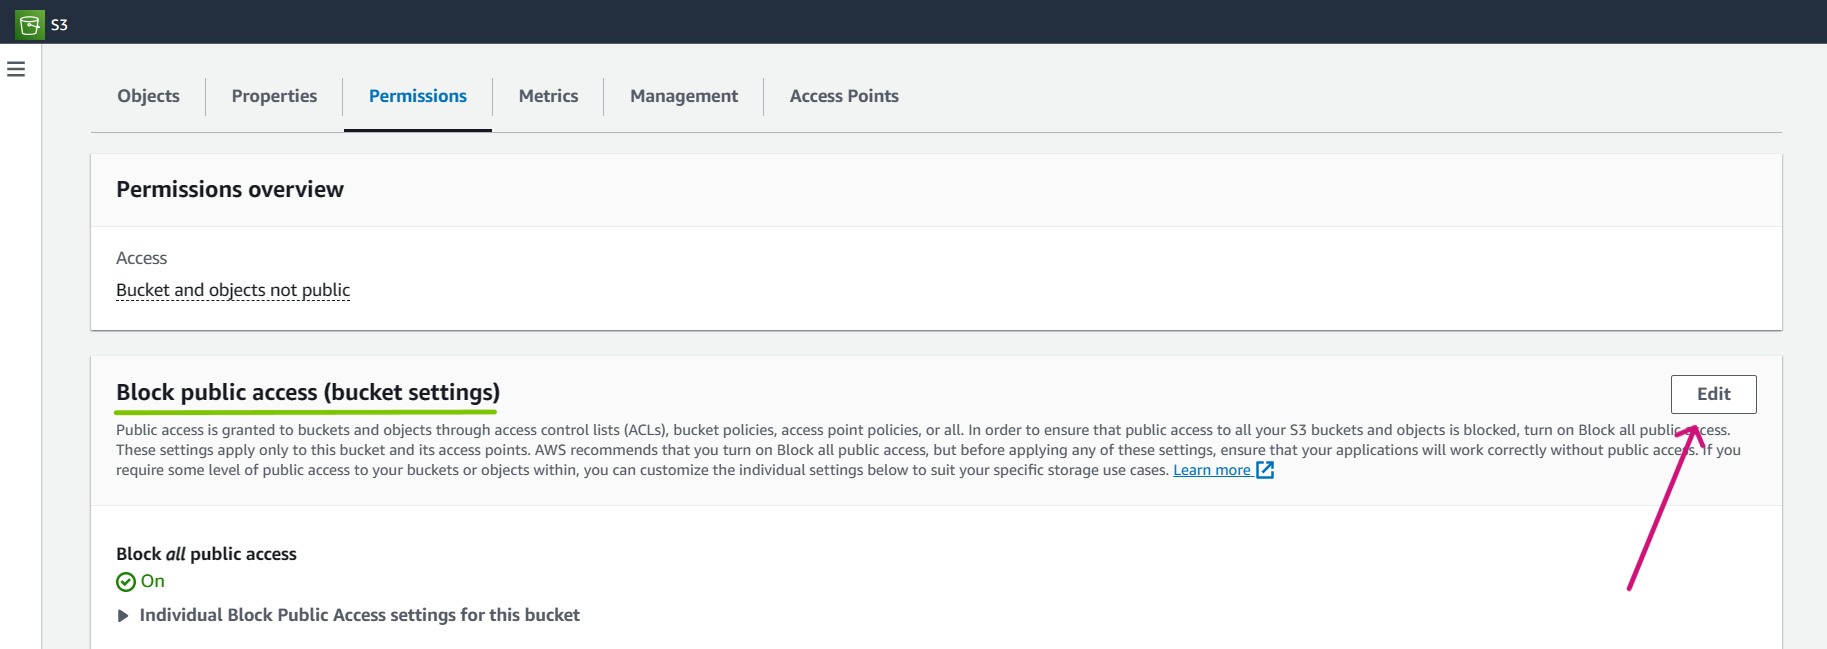 S3
Objects Properties Permissions Metrics Management Access Points
Permissions overview
Access
Bucket and objects not public
Block public access (bucket settings)
Edit
Public access is granted to buckets and objects through access control lists (ACLs), bucket policies, access point policies, or all. In order to ensure that public access to all your S3 buckets and objects is blocked, turn on Block all public access.
These settings apply only to this bucket and its access points. AWS recommends that you turn on Block all public access, but before applying any of these settings, ensure that your applications will work correctly without public access. If you
require some level of public access to your buckets or objects within, you can customize the individual settings below to suit your specific storage use cases. Learn more
Block all public access
On
Individual Block Public Access settings for this bucket